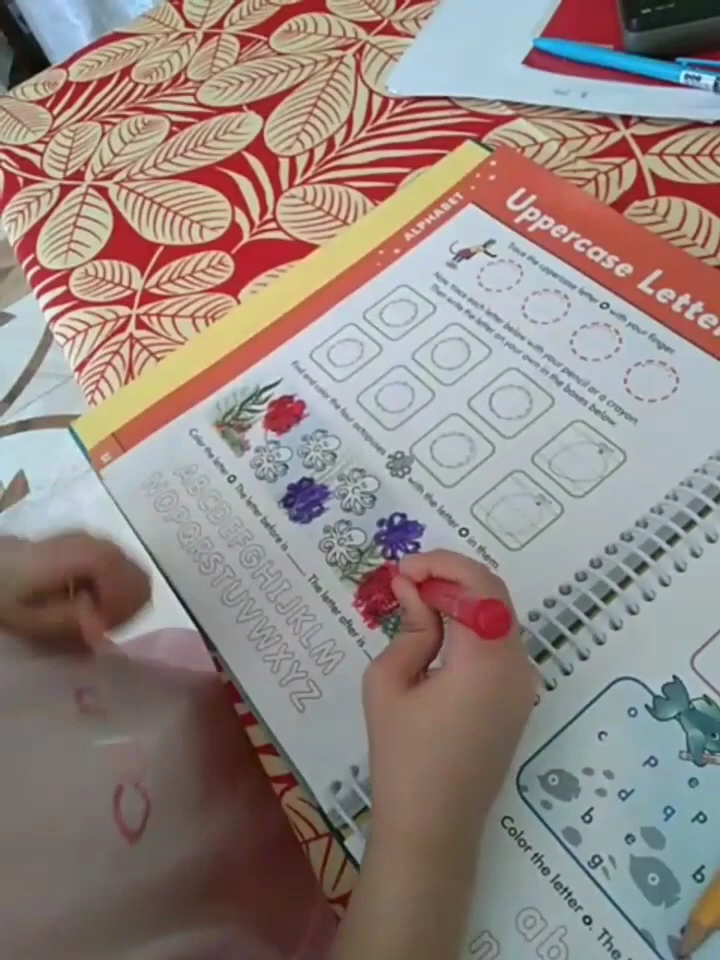 ALPHABET
Uppercase Lette
Trace the uppercase letter O with your finger.
Now, trace each letter below with your pencil or a crayon.
Then write the letter on your own in the boxes below.
Find and color the four octopuses with the letter O in them.
Color the letter O. The letter before is ____ The letter after is
ABCDEFGHIJKLM
NOPQRSTUVWXYZ
o
c
p
e
d
q
p
b
e
g
b
Color the letter o. The
ab
n